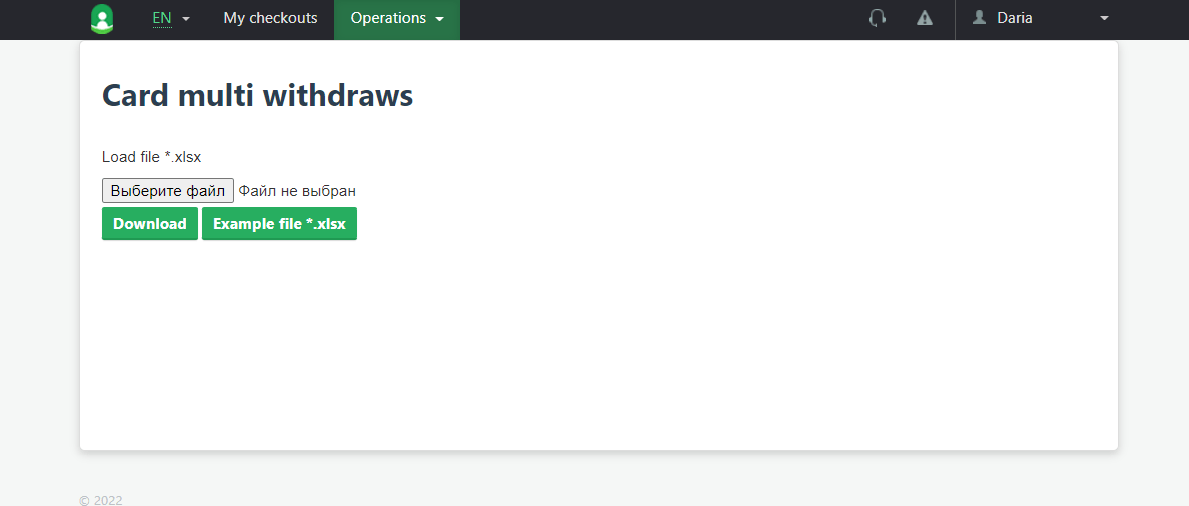 EN My checkouts Operations Daria
Card multi withdraws
Load file *.xlsx
Выберите файл Файл не выбран
Download Example file *.xlsx
© 2022